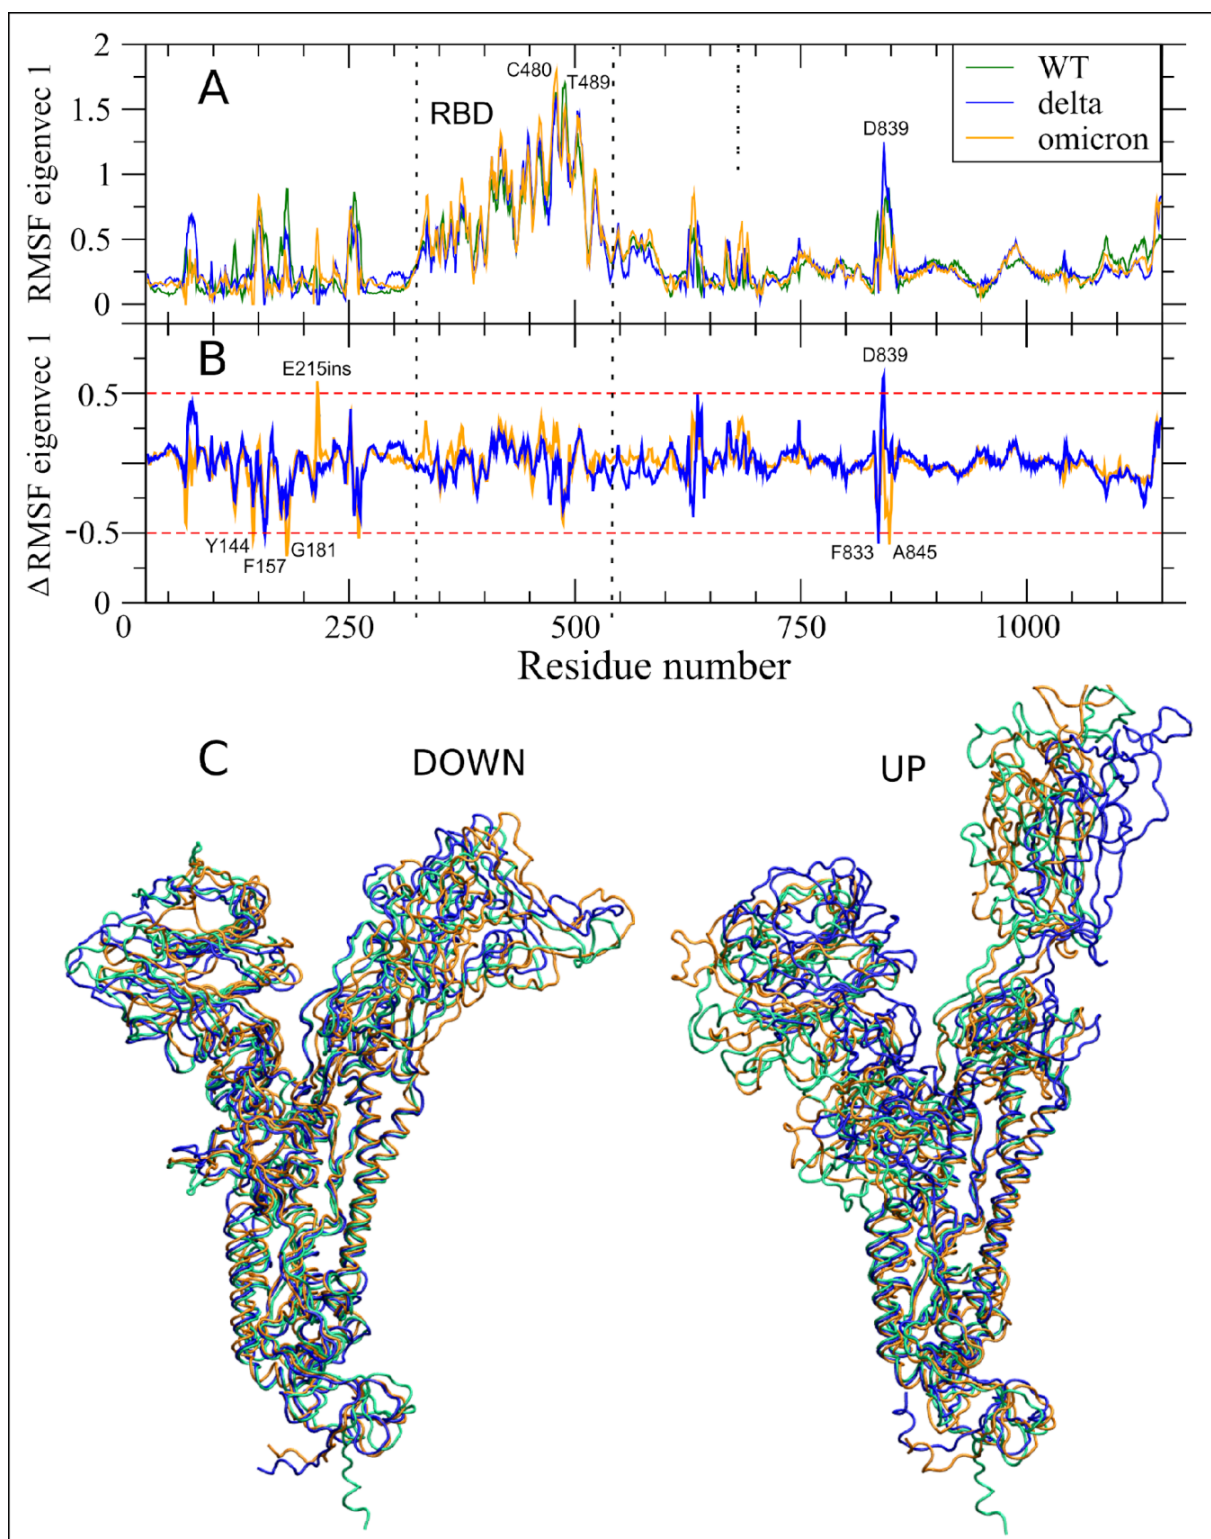 2
1.5
1
0.5
0
RMSF eigenvec 1
A
RBD
C480
T489
D839
WT
delta
omicron
B
E215ins
D839
0.5
-0.5
0
ΔRMSF eigenvec 1
Y144
F157
G181
F833
A845
0 250 500 750 1000
Residue number
C
DOWN
UP